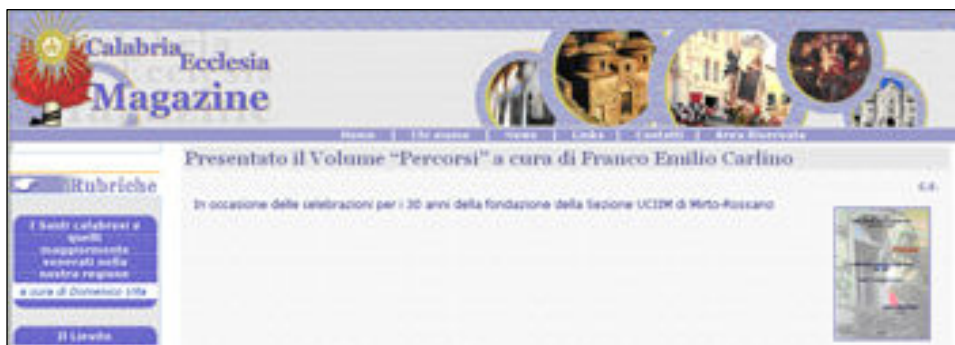 Calabria
Ecclesia
Magazine
Home | Chi siamo | News | Links | Contatti | Area Riservata
Presentato il Volume “Percorsi” a cura di Franco Emilio Carlino
Rubriche
In occasione delle celebrazioni per i 30 anni della fondazione della Sezione UCIIM di Mirto-Rossano
I Santi calabresi e
quelli
maggiormente
venerati nella
nostra regione
a cura di Domenico
Il